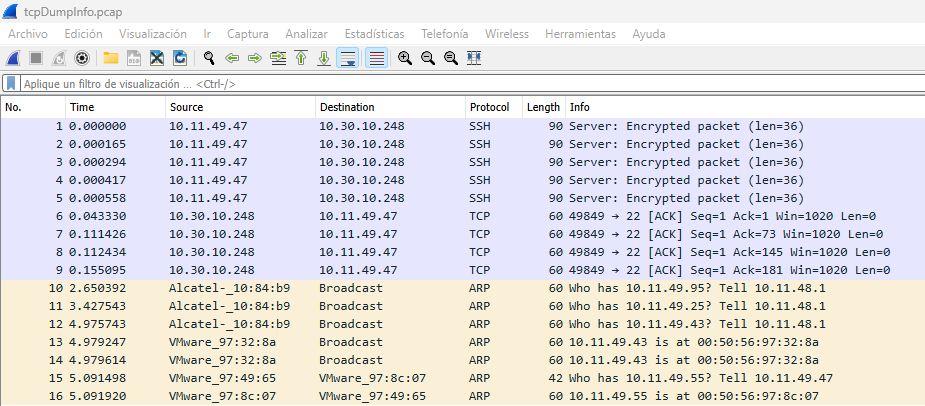 tcpDumpInfo.pcap
Archivo Edición Visualización Ir Captura Analizar Estadísticas Telefonía Wireless Herramientas Ayuda
Aplique un filtro de visualización ... <Ctrl-/>
No. Time Source Destination Protocol Length Info
1 0.000000 10.11.49.47 10.30.10.248 SSH 90 Server: Encrypted packet (len=36)
2 0.000165 10.11.49.47 10.30.10.248 SSH 90 Server: Encrypted packet (len=36)
3 0.000294 10.11.49.47 10.30.10.248 SSH 90 Server: Encrypted packet (len=36)
4 0.000417 10.11.49.47 10.30.10.248 SSH 90 Server: Encrypted packet (len=36)
5 0.000558 10.11.49.47 10.30.10.248 SSH 90 Server: Encrypted packet (len=36)
6 0.043330 10.30.10.248 10.11.49.47 TCP 60 49849 → 22 [ACK] Seq=1 Ack=1 Win=1020 Len=0
7 0.111426 10.30.10.248 10.11.49.47 TCP 60 49849 → 22 [ACK] Seq=1 Ack=73 Win=1020 Len=0
8 0.112434 10.30.10.248 10.11.49.47 TCP 60 49849 → 22 [ACK] Seq=1 Ack=145 Win=1020 Len=0
9 0.155095 10.30.10.248 10.11.49.47 TCP 60 49849 → 22 [ACK] Seq=1 Ack=181 Win=1020 Len=0
10 2.650392 Alcatel-_10:84:b9 Broadcast ARP 60 Who has 10.11.49.95? Tell 10.11.48.1
11 3.427543 Alcatel-_10:84:b9 Broadcast ARP 60 Who has 10.11.49.25? Tell 10.11.48.1
12 4.975743 Alcatel-_10:84:b9 Broadcast ARP 60 Who has 10.11.49.43? Tell 10.11.48.1
13 4.979247 VMware_97:32:8a Broadcast ARP 60 10.11.49.43 is at 00:50:56:97:32:8a
14 4.979614 VMware_97:32:8a Broadcast ARP 60 10.11.49.43 is at 00:50:56:97:32:8a
15 5.091498 VMware_97:49:65 VMware_97:8c:07 ARP 42 Who has 10.11.49.55? Tell 10.11.49.47
16 5.091920 VMware_97:8c:07 VMware_97:49:65 ARP 60 10.11.49.55 is at 00:50:56:97:8c:07